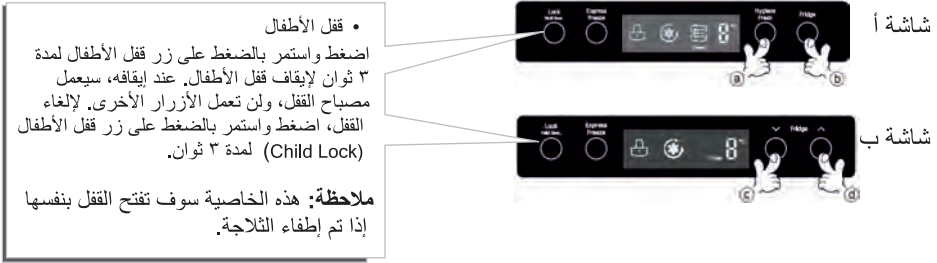 • قفل الأطفال
اضغط واستمر بالضغط على زر قفل الأطفال لمدة
٣ ثوان لإيقاف قفل الأطفال. عند إيقافه، سيعمل
مصباح القفل، ولن تعمل الأزرار الأخرى. لإلغاء
القفل، اضغط واستمر بالضغط على زر قفل الأطفال
(Child Lock) لمدة ٣ ثوان.
ملاحظة: هذه الخاصية سوف تفتح القفل بنفسها
إذا تم إطفاء الثلاجة.
شاشة أ
Lock
Express
Freeze
Hygiene
Fresh
Fridge
8
a
b
شاشة ب
Lock
Express
Freeze
Fridge
8
c
d